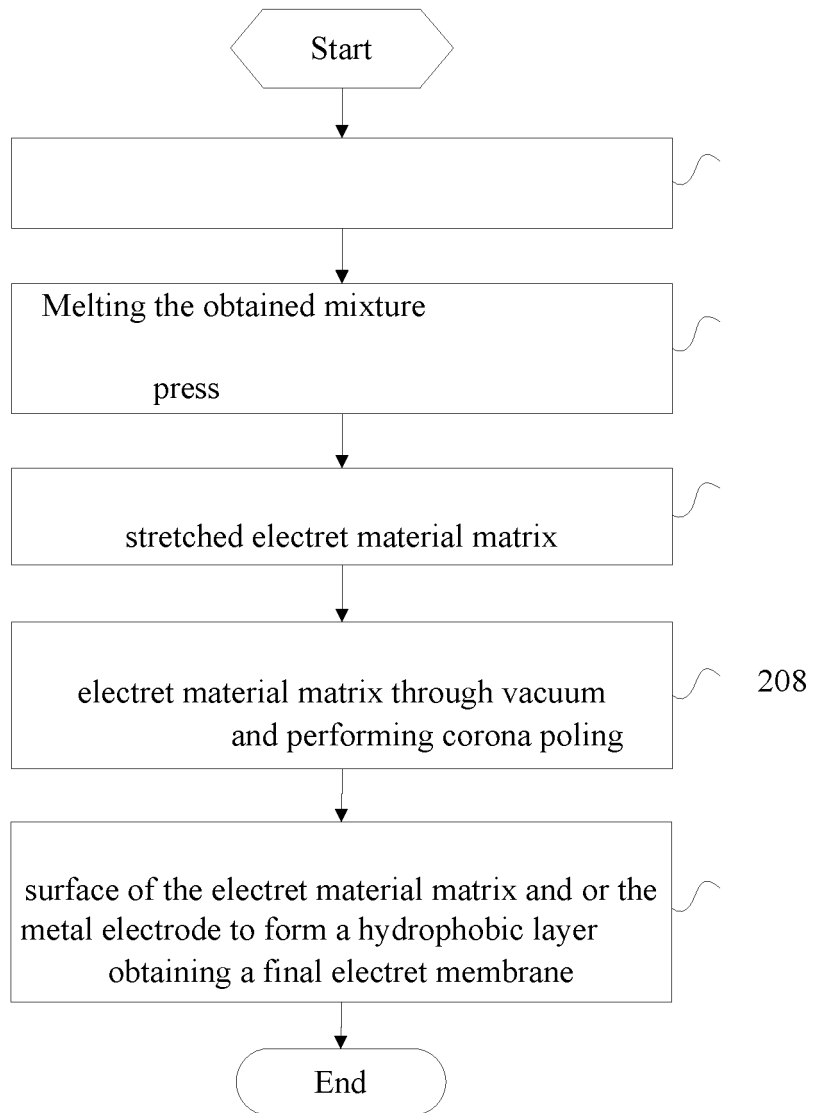 Start
Melting the obtained mixture
press
stretched electret material matrix
electret material matrix through vacuum
208
and performing corona poling
surface of the electret material matrix and or the
metal electrode to form a hydrophobic layer
obtaining a final electret membrane
End